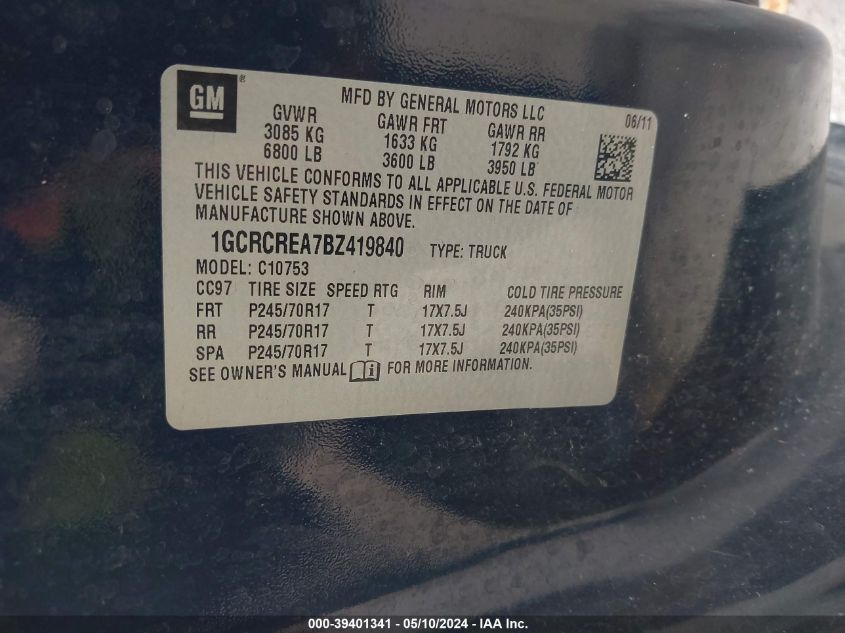 GM®
MFD BY GENERAL MOTORS LLC
06/11
GVWR GAWR FRT GAWR RR
3085 KG 1633 KG 1792 KG
6800 LB 3600 LB 3950 LB
THIS VEHICLE CONFORMS TO ALL APPLICABLE U.S. FEDERAL MOTOR
VEHICLE SAFETY STANDARDS IN EFFECT ON THE DATE OF
MANUFACTURE SHOWN ABOVE.
1GCRCREA7BZ419840 TYPE: TRUCK
MODEL: C10753
CC97 TIRE SIZE SPEED RTG RIM COLD TIRE PRESSURE
FRT P245/70R17 T 17X7.5J 240KPA(35PSI)
RR P245/70R17 T 17X7.5J 240KPA(35PSI)
SPA P245/70R17 T 17X7.5J 240KPA(35PSI)
SEE OWNER'S MANUAL i FOR MORE INFORMATION.
000-39401341 - 05/10/2024 - IAA Inc.